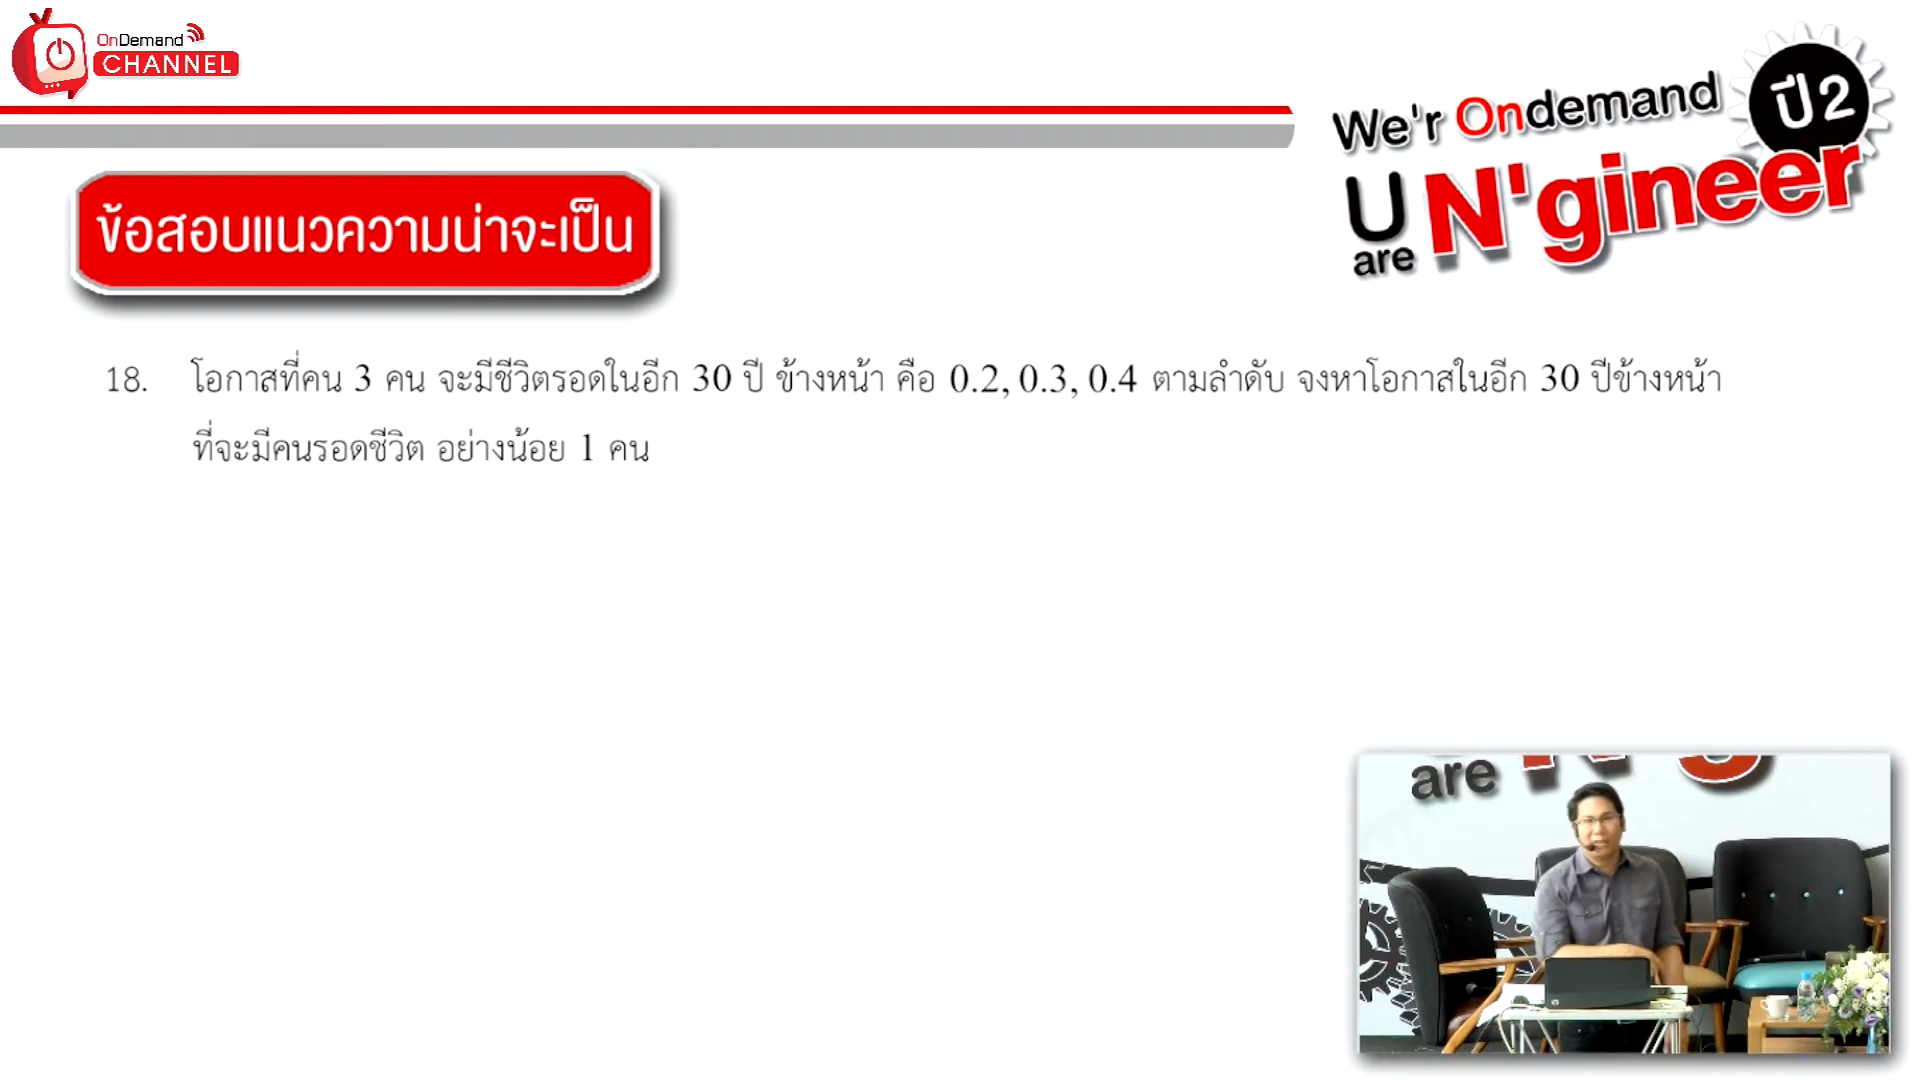 OnDemand
CHANNEL
We'r Ondemand ปี 2
U are N'gineer
ข้อสอบแนวความน่าจะเป็น
18. โอกาสที่คน 3 คน จะมีชีวิตรอดในอีก 30 ปี ข้างหน้า คือ 0.2, 0.3, 0.4 ตามลำดับ จงหาโอกาสในอีก 30 ปีข้างหน้า
ที่จะมีคนรอดชีวิต อย่างน้อย 1 คน
are